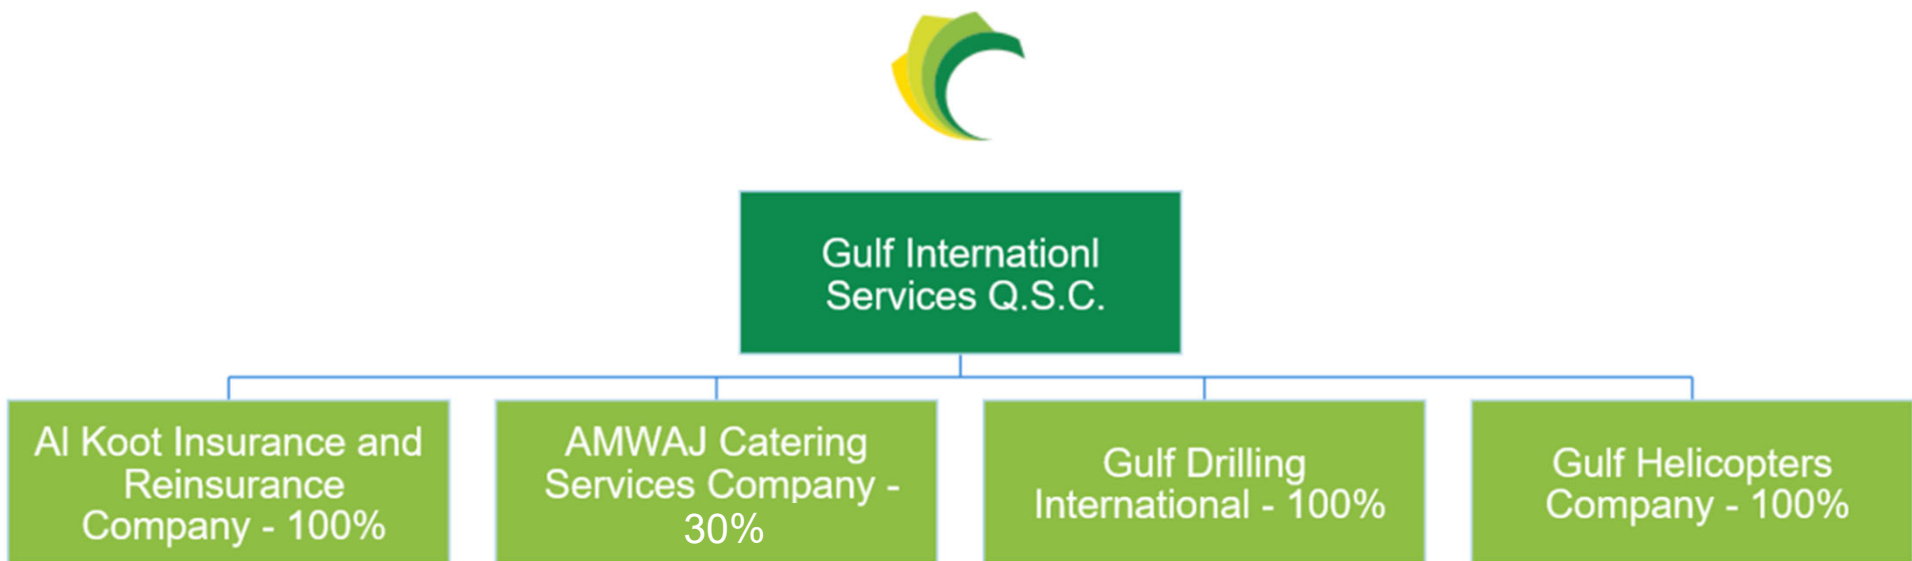 Gulf Internationl
Services Q.S.C.
Al Koot Insurance and
Reinsurance
Company - 100%
AMWAJ Catering
Services Company -
30%
Gulf Drilling
International - 100%
Gulf Helicopters
Company - 100%